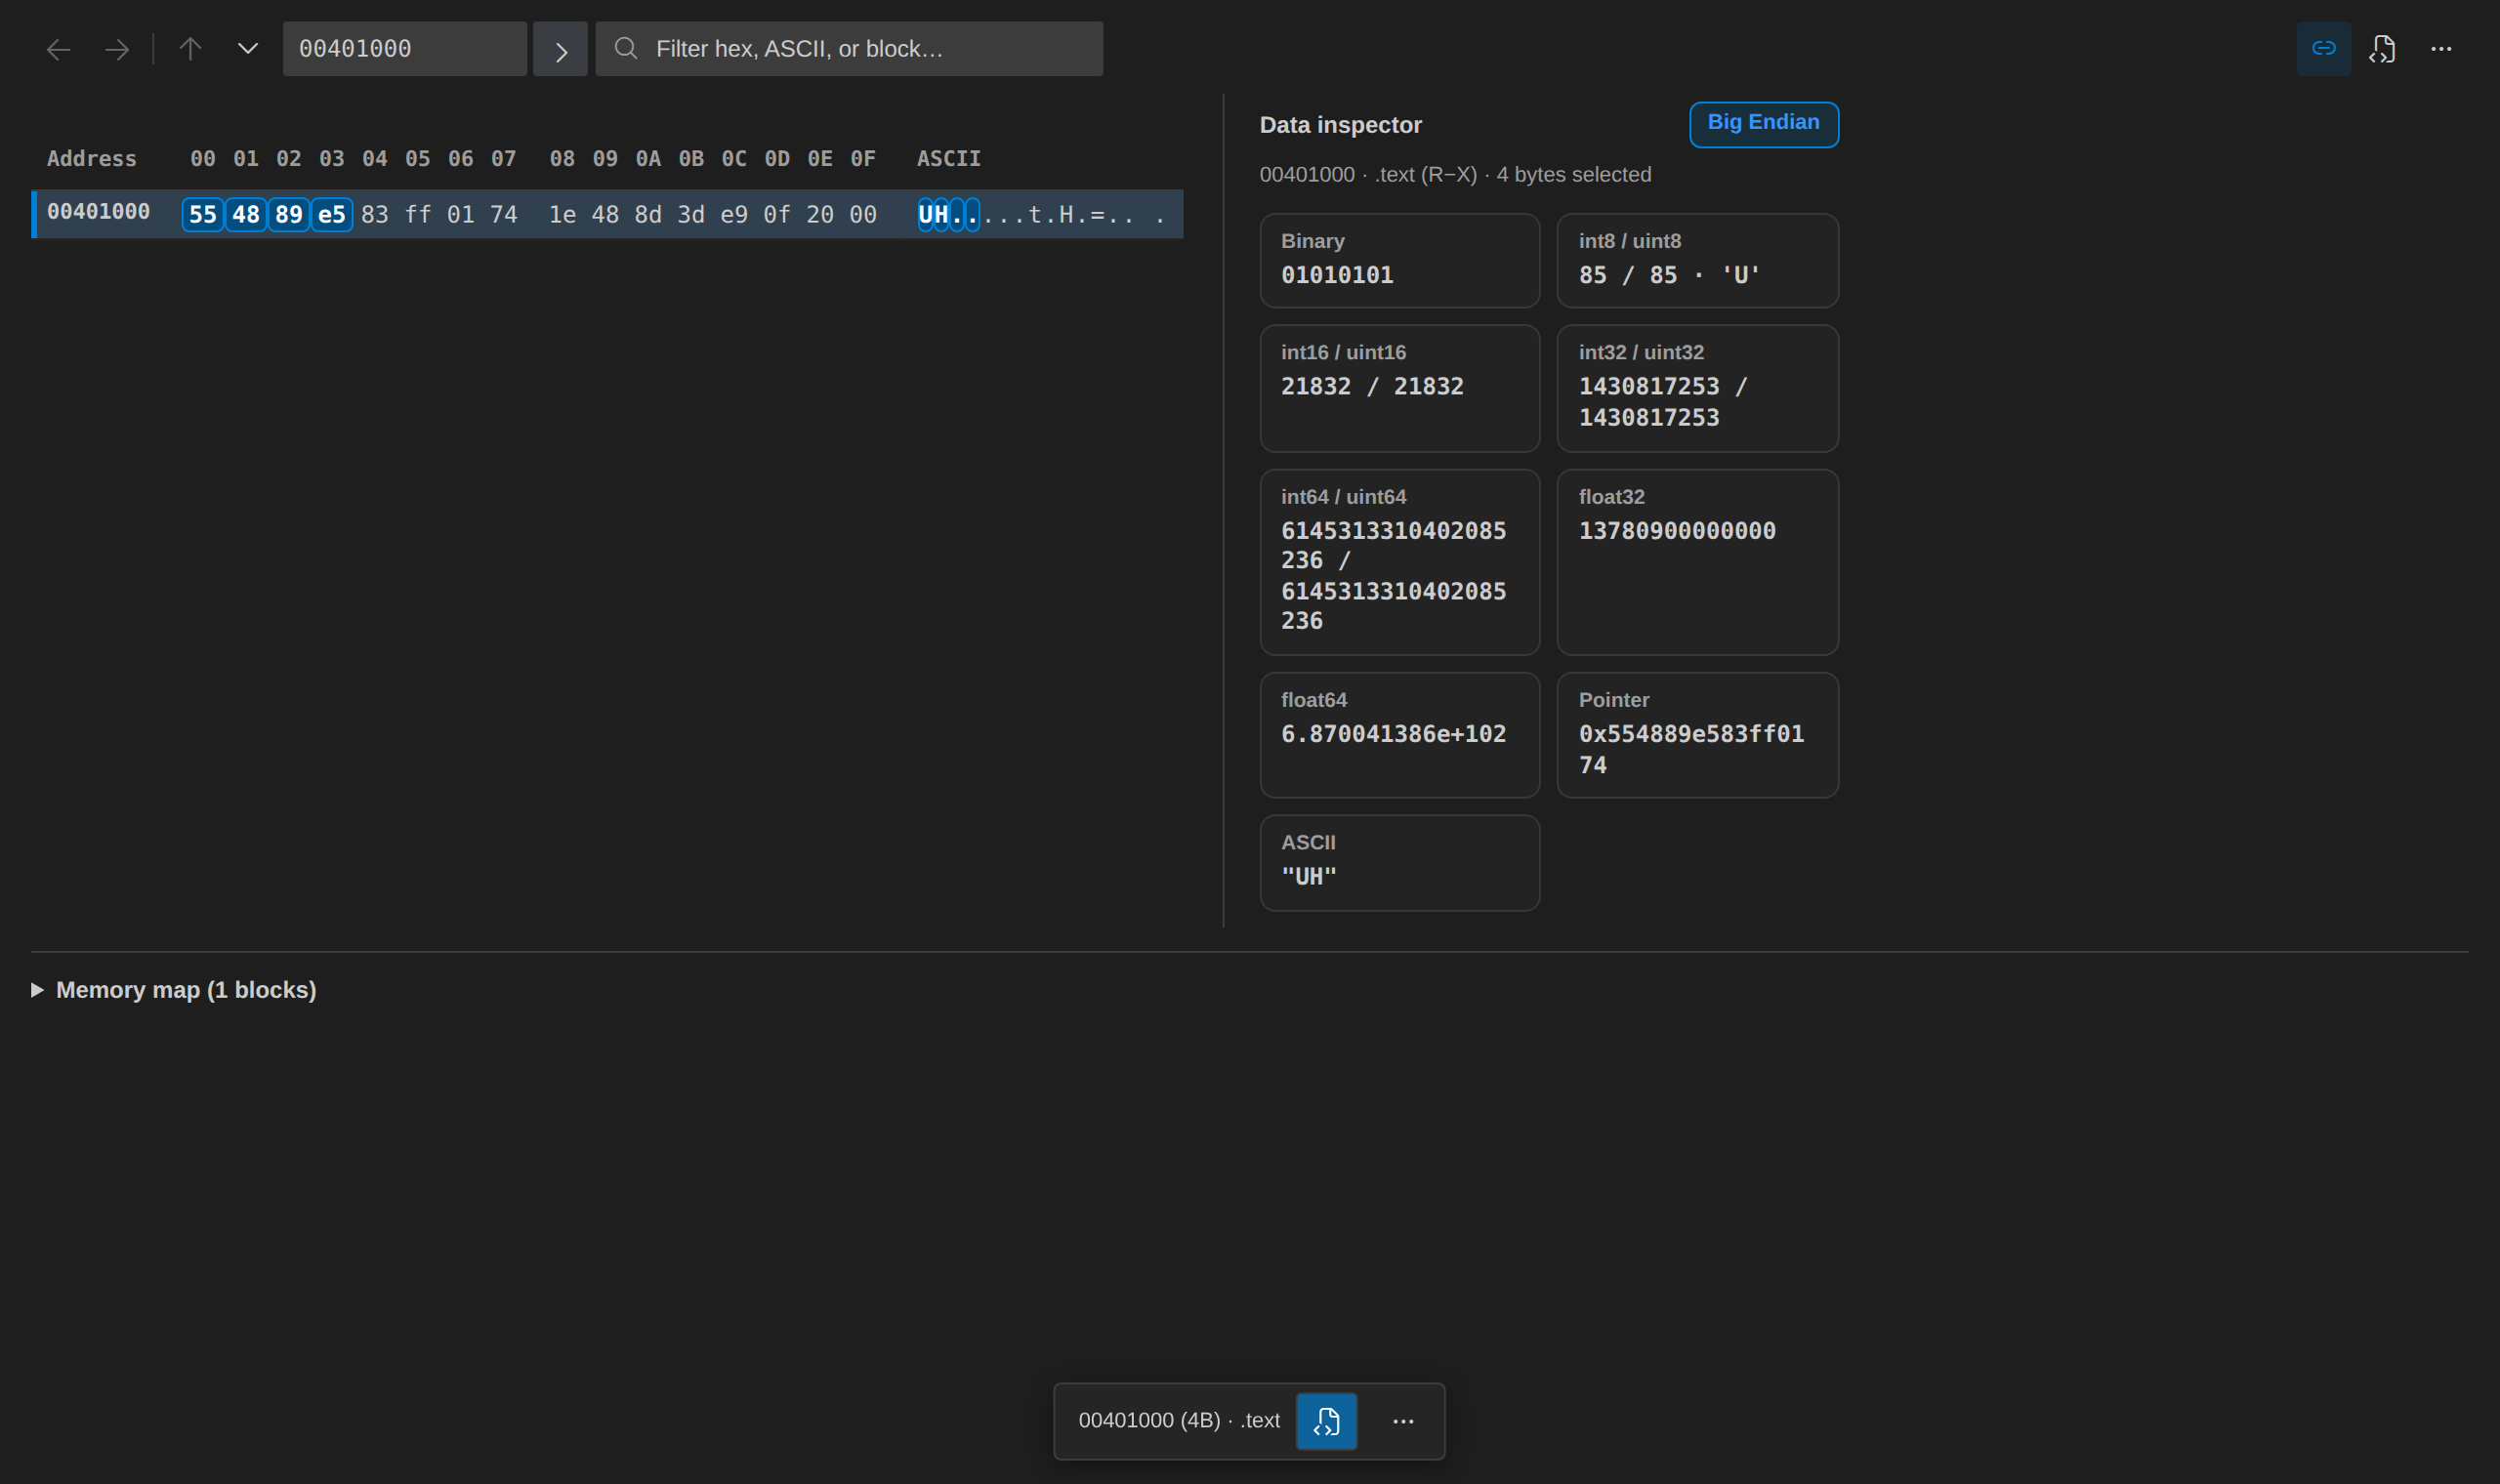 00401000
Filter hex, ASCII, or block…
Address 00 01 02 03 04 05 06 07 08 09 0A 0B 0C 0D 0E 0F ASCII
00401000 55 48 89 e5 83 ff 01 74 1e 48 8d 3d e9 0f 20 00 UH.....t.H.=.. .
Data inspector
Big Endian
00401000 · .text (R−X) · 4 bytes selected
Binary
01010101
int8 / uint8
85 / 85 · 'U'
int16 / uint16
21832 / 21832
int32 / uint32
1430817253 /
1430817253
int64 / uint64
6145313310402085
236 /
6145313310402085
236
float32
13780900000000
float64
6.870041386e+102
Pointer
0x554889e583ff01
74
ASCII
"UH"
Memory map (1 blocks)
00401000 (4B) · .text